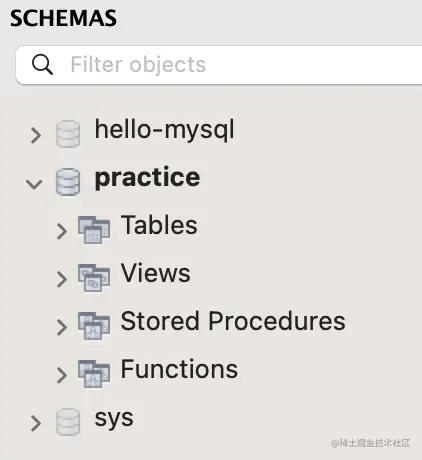 SCHEMAS
Filter objects
hello-mysql
practice
Tables
Views
Stored Procedures
Functions
sys
@稀土掘金技术社区